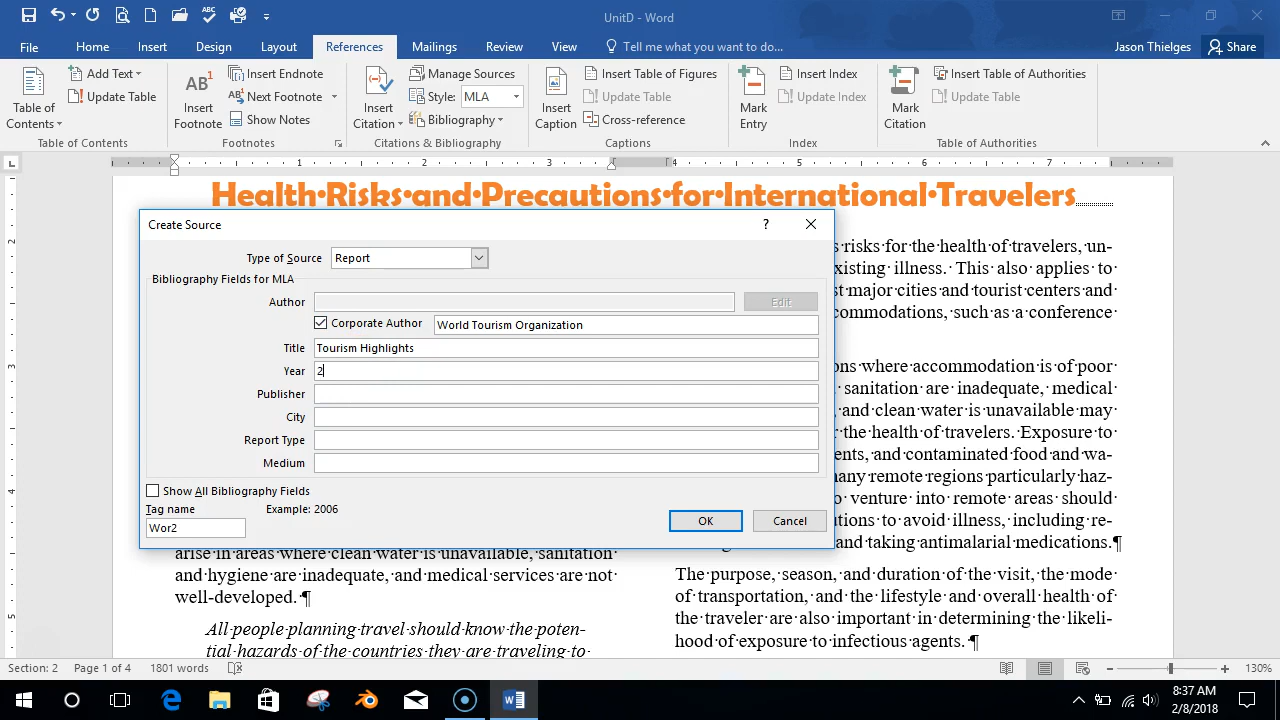 UnitD - Word
File Home Insert Design Layout References Mailings Review View Tell me what you want to do... Jason Thielges Share
Table of Contents
Add Text
Update Table
Table of Contents
AB1
Insert Footnote
Insert Endnote
Next Footnote
Show Notes
Footnotes
Insert Citation
Manage Sources
Style: MLA
Bibliography
Citations & Bibliography
Insert Caption
Insert Table of Figures
Update Table
Cross-reference
Captions
Mark Entry
Insert Index
Update Index
Index
Mark Citation
Insert Table of Authorities
Update Table
Table of Authorities
Health·Risks·and·Precautions·for·International·Travelers
Create Source
Type of Source Report
Bibliography Fields for MLA
Author Edit
Corporate Author World Tourism Organization
Title Tourism Highlights
Year 2
Publisher
City
Report Type
Medium
Show All Bibliography Fields
Tag name Example: 2006
Wor2
OK Cancel
arise·in·areas·where·clean·water·is·unavailable,·sanitation·
and·hygiene·are·inadequate,·and·medical·services·are·not·
well-developed.·¶
All·people·planning·travel·should·know·the·poten-
tial·hazards·of·the·countries·they·are·traveling·to·
s·risks·for·the·health·of·travelers,·un-
xisting·illness.·This·also·applies·to·
st·major·cities·and·tourist·centers·and·
commodations,·such·as·a·conference·
ons·where·accommodation·is·of·poor·
sanitation·are·inadequate,·medical·
,·and·clean·water·is·unavailable·may·
r·the·health·of·travelers.·Exposure·to·
ents,·and·contaminated·food·and·wa-
many·remote·regions·particularly·haz-
o·venture·into·remote·areas·should·
utions·to·avoid·illness,·including·re-
and·taking·antimalarial·medications.¶
The·purpose,·season,·and·duration·of·the·visit,·the·mode·
of·transportation,·and·the·lifestyle·and·overall·health·of·
the·traveler·are·also·important·in·determining·the·likeli-
hood·of·exposure·to·infectious·agents.·¶
Section: 2 Page 1 of 4 1801 words 130%
8:37 AM
2/8/2018